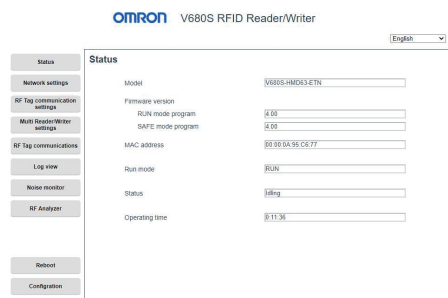 OMRON V680S RFID Reader/Writer
English
Status
Network settings
RF Tag communication
settings
Multi Reader/Writer
settings
RF Tag communications
Log view
Noise monitor
RF Analyzer
Reboot
Configration
Status
Model V680S-HMD63-ETN
Firmware version
RUN mode program 4.00
SAFE mode program 4.00
MAC address 00:00:0A:95:C6:77
Run mode RUN
Status Idling
Operating time 0:11:36